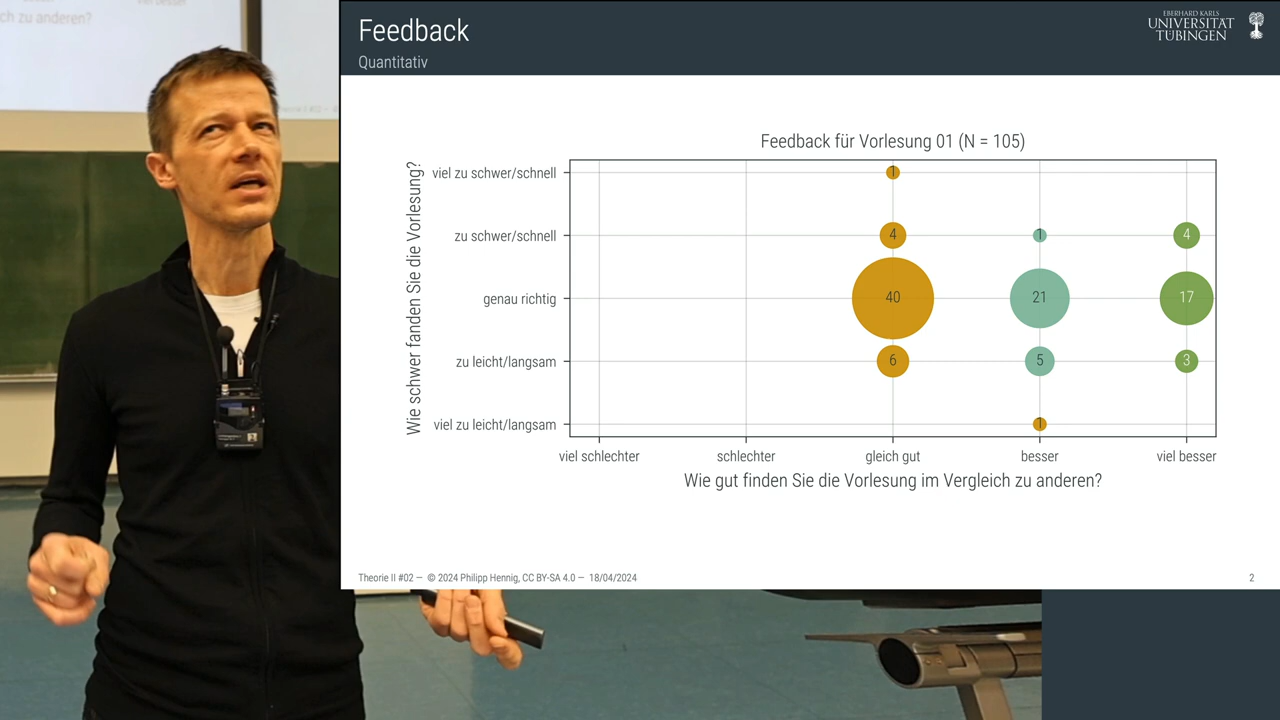 ch zu anderen?
viel besser
Feedback
Quantitativ
EBERHARD KARLS
UNIVERSITÄT
TÜBINGEN
Feedback für Vorlesung 01 (N = 105)
Wie schwer fanden Sie die Vorlesung?
viel zu schwer/schnell
1
zu schwer/schnell
4
1
4
genau richtig
40
21
17
zu leicht/langsam
6
5
3
viel zu leicht/langsam
1
viel schlechter
schlechter
gleich gut
besser
viel besser
Wie gut finden Sie die Vorlesung im Vergleich zu anderen?
Theorie II #02 — © 2024 Philipp Hennig, CC BY-SA 4.0 — 18/04/2024
2